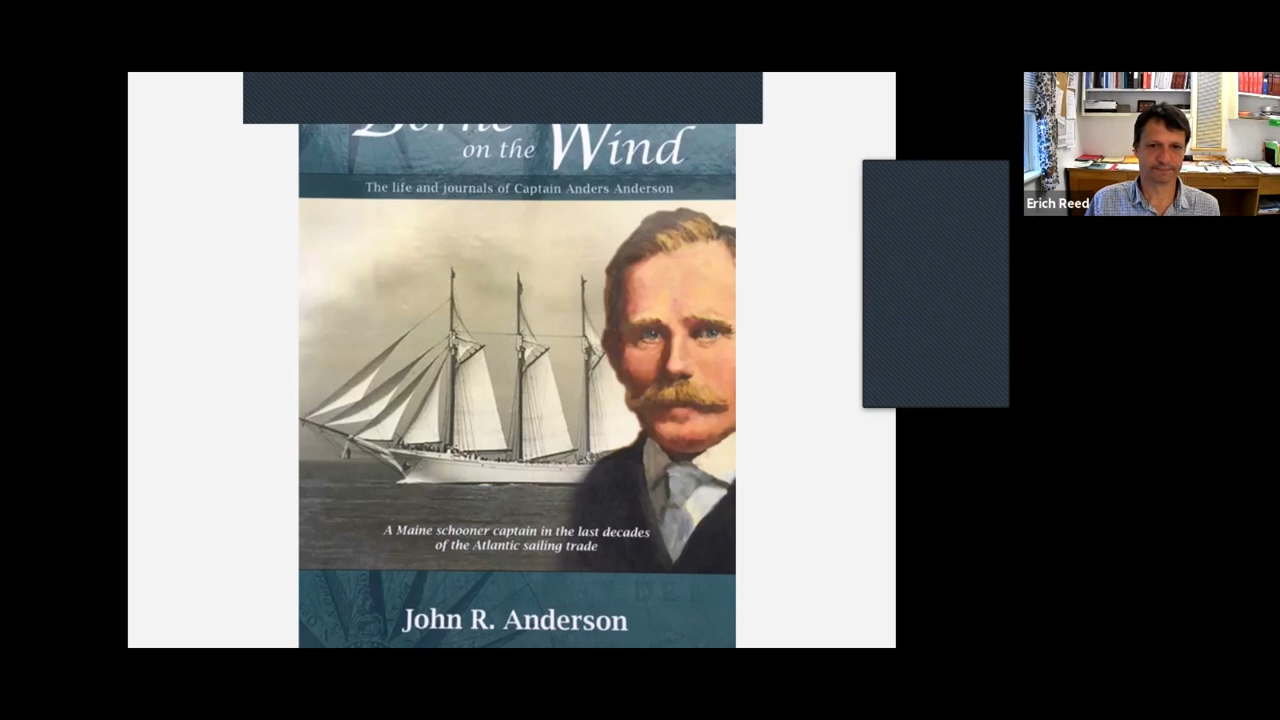 Borne
on the Wind
The life and journals of Captain Anders Anderson
A Maine schooner captain in the last decades
of the Atlantic sailing trade
John R. Anderson
Erich Reed